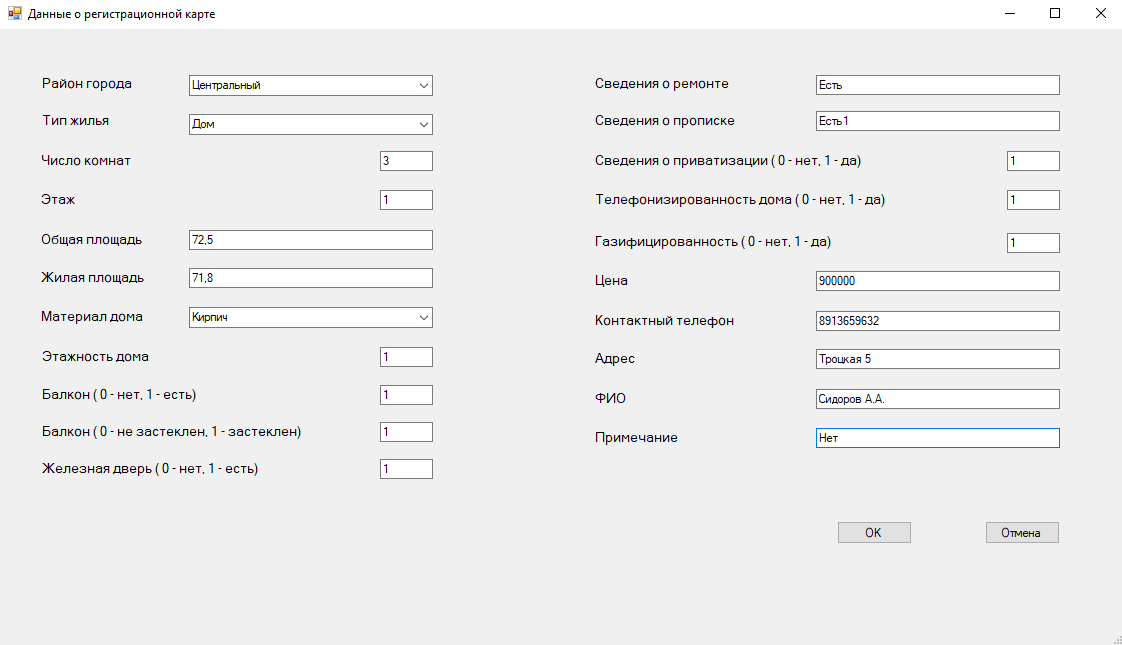 Данные о регистрационной карте
Район города Центральный
Тип жилья Дом
Число комнат 3
Этаж 1
Общая площадь 72,5
Жилая площадь 71,8
Материал дома Кирпич
Этажность дома 1
Балкон ( 0 - нет, 1 - есть) 1
Балкон ( 0 - не застеклен, 1 - застеклен) 1
Железная дверь ( 0 - нет, 1 - есть) 1
Сведения о ремонте Есть
Сведения о прописке Есть1
Сведения о приватизации ( 0 - нет, 1 - да) 1
Телефонизированность дома ( 0 - нет, 1 - да) 1
Газифицированность ( 0 - нет, 1 - да) 1
Цена 900000
Контактный телефон 8913659632
Адрес Троцкая 5
ФИО Сидоров А.А.
Примечание Нет
OK Отмена